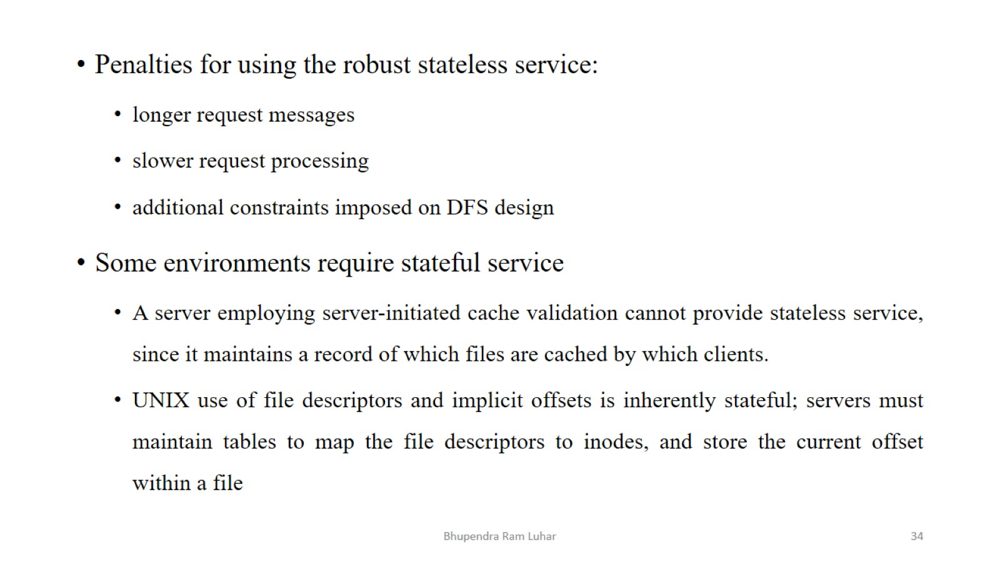 • Penalties for using the robust stateless service:
• longer request messages
• slower request processing
• additional constraints imposed on DFS design
• Some environments require stateful service
• A server employing server-initiated cache validation cannot provide stateless service,
since it maintains a record of which files are cached by which clients.
• UNIX use of file descriptors and implicit offsets is inherently stateful; servers must
maintain tables to map the file descriptors to inodes, and store the current offset
within a file
Bhupendra Ram Luhar
34